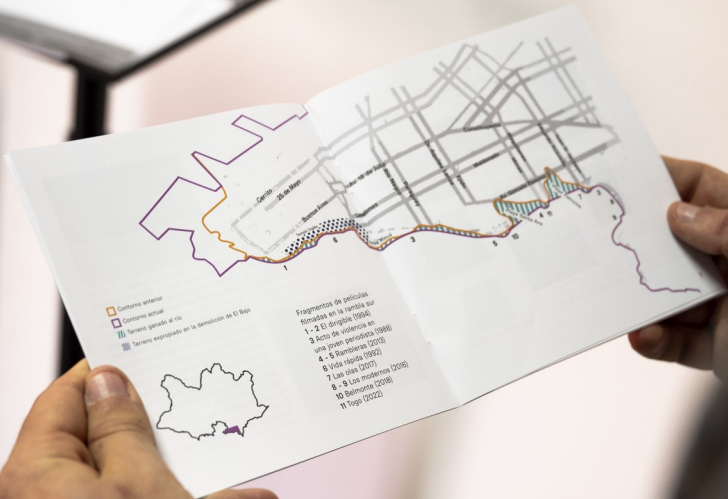 Cerrito
25 de Mayo
Buenos Aires
Maldonado
1
6
3
5
10
4
11
7
Contorno anterior
Contorno actual
Terreno ganado al río
Terreno expropiado en la demolición de El Bajo
Fragmentos de películas
filmadas en la rambla sur
1 - 2 El dirigible (1994)
3 Acto de violencia en
una joven periodista (1988)
4 - 5 Rambleras (2013)
6 Vida rápida (1992)
7 Las olas (2017)
8 - 9 Los modernos (2016)
10 Belmonte (2018)
11 Togo (2022)